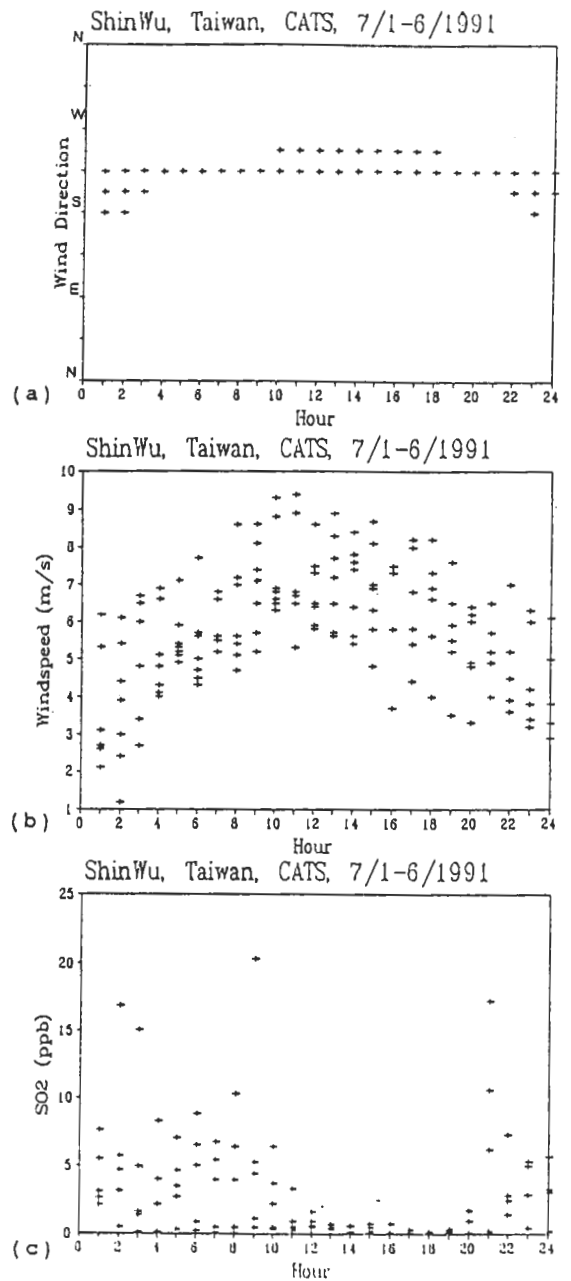 ShinWu, Taiwan, CATS, 7/1-6/1991
N
W
S
E
N
Wind Direction
0 2 4 6 8 10 12 14 16 18 20 22 24
Hour
(a)
ShinWu, Taiwan, CATS, 7/1-6/1991
10
9
8
7
6
5
4
3
2
1
Windspeed (m/s)
0 2 4 6 8 10 12 14 16 18 20 22 24
Hour
(b)
ShinWu, Taiwan, CATS, 7/1-6/1991
25
20
15
10
5
0
SO2 (ppb)
0 2 4 6 8 10 12 14 16 18 20 22 24
Hour
(c)